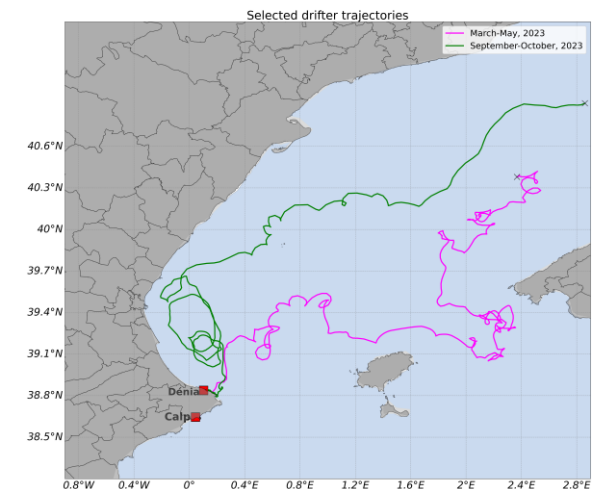 Selected drifter trajectories
March-May, 2023
September-October, 2023
40.6°N
40.3°N
40°N
39.7°N
39.4°N
39.1°N
38.8°N
38.5°N
Dénia
Calp
0.8°W 0.4°W 0° 0.4°E 0.8°E 1.2°E 1.6°E 2°E 2.4°E 2.8°E